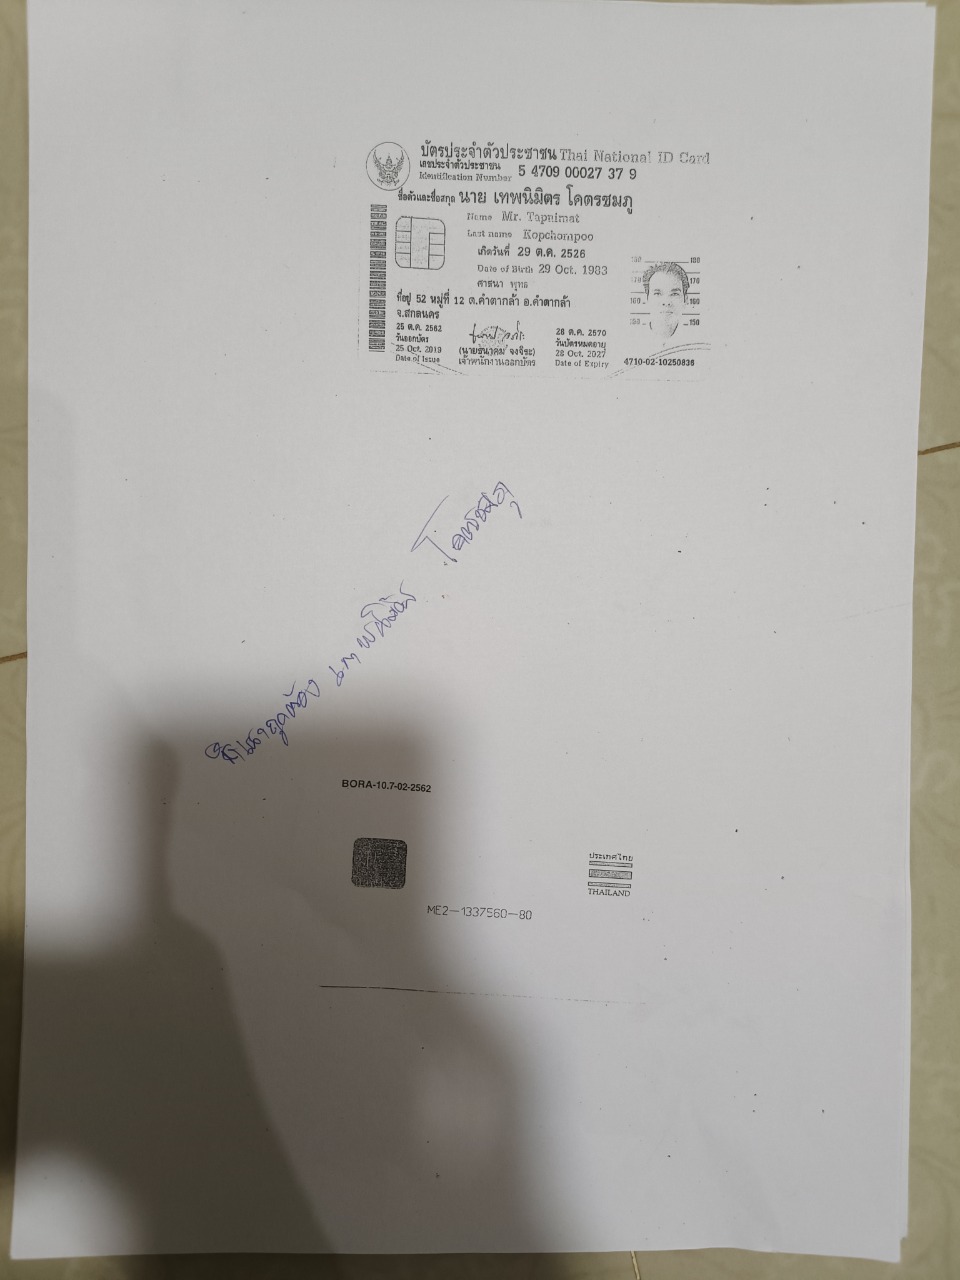 บัตรประจำตัวประชาชน Thai National ID Card
เลขประจำตัวประชาชน
Identification Number 5 4709 00027 37 9
ชื่อตัวและชื่อสกุล นาย เทพนิมิตร โคตรชมภู
Name Mr. Tapnimat
Last name Kopchompoo
เกิดวันที่ 29 ต.ค. 2526
Date of Birth 29 Oct. 1983
ศาสนา พุทธ
ที่อยู่ 52 หมู่ที่ 12 ต.คำตากล้า อ.คำตากล้า
จ.สกลนคร
25 ต.ค. 2562
วันออกบัตร
25 Oct. 2019
Date of Issue
เจ้าพนักงานออกบัตร
28 ต.ค. 2570
วันบัตรหมดอายุ
28 Oct. 2027
Date of Expiry
180 180
170 170
160 160
150 150
4710-02-10250836
สำเนาถูกต้อง โคตรชมภู
BORA-10.7-02-2562
ประเทศไทย
THAILAND
ME2-1337560-80